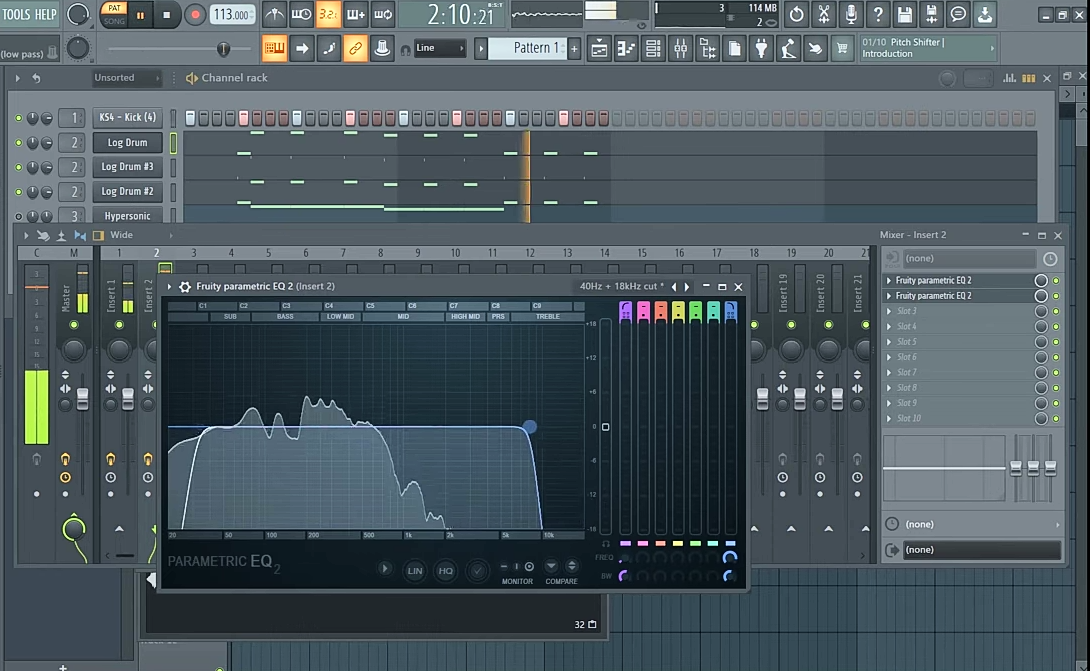 TOOLS HELP
PAT
SONG
113.000
3.2.
2:10:21
B:S:T
3
114 MB
2
(low pass)
Line
Pattern 1
01/10 Pitch Shifter |
Introduction
Unsorted
Channel rack
1 KS4 - Kick (4)
2 Log Drum
2 Log Drum #3
2 Log Drum #2
3 Hypersonic
Wide
Mixer - Insert 2
C M 1 2 3 4 5 6 7 8 9 10 11 12 13 14 15 16 17 18 19 20 21
Master
Insert 1
Insert 2
Insert 19
Insert 20
Insert 21
(none)
Fruity parametric EQ 2
Fruity parametric EQ 2
Slot 3
Slot 4
Slot 5
Slot 6
Slot 7
Slot 8
Slot 9
Slot 10
(none)
(none)
Fruity parametric EQ 2 (Insert 2)
40Hz + 18kHz cut *
C1 C2 C3 C4 C5 C6 C7 C8 C9
SUB BASS LOW MID MID HIGH MID PRS TREBLE
+18
+12
+6
0
-6
-12
-18
20 50 100 200 500 1k 2k 5k 10k
PARAMETRIC EQ 2
LIN
HQ
MONITOR
COMPARE
FREQ
BW
32